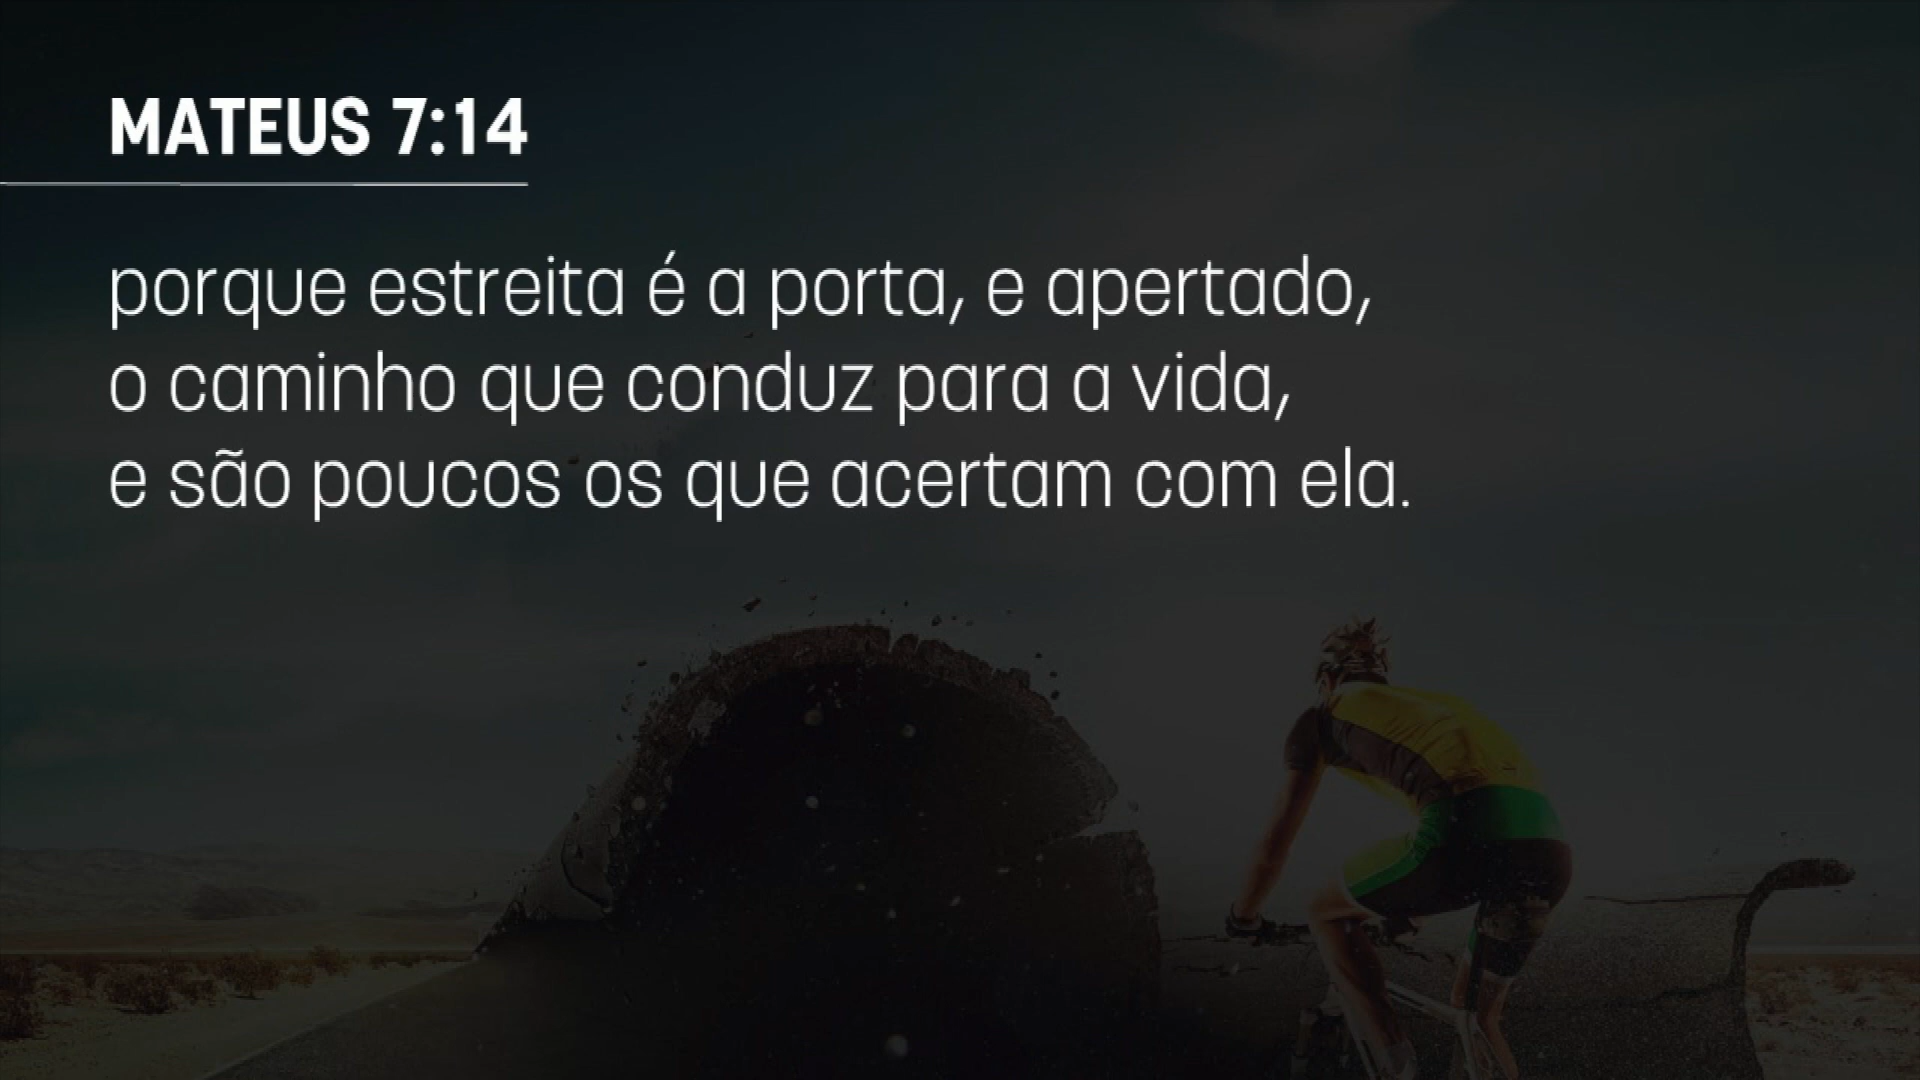 MATEUS 7:14
porque estreita é a porta, e apertado,
o caminho que conduz para a vida,
e são poucos os que acertam com ela.